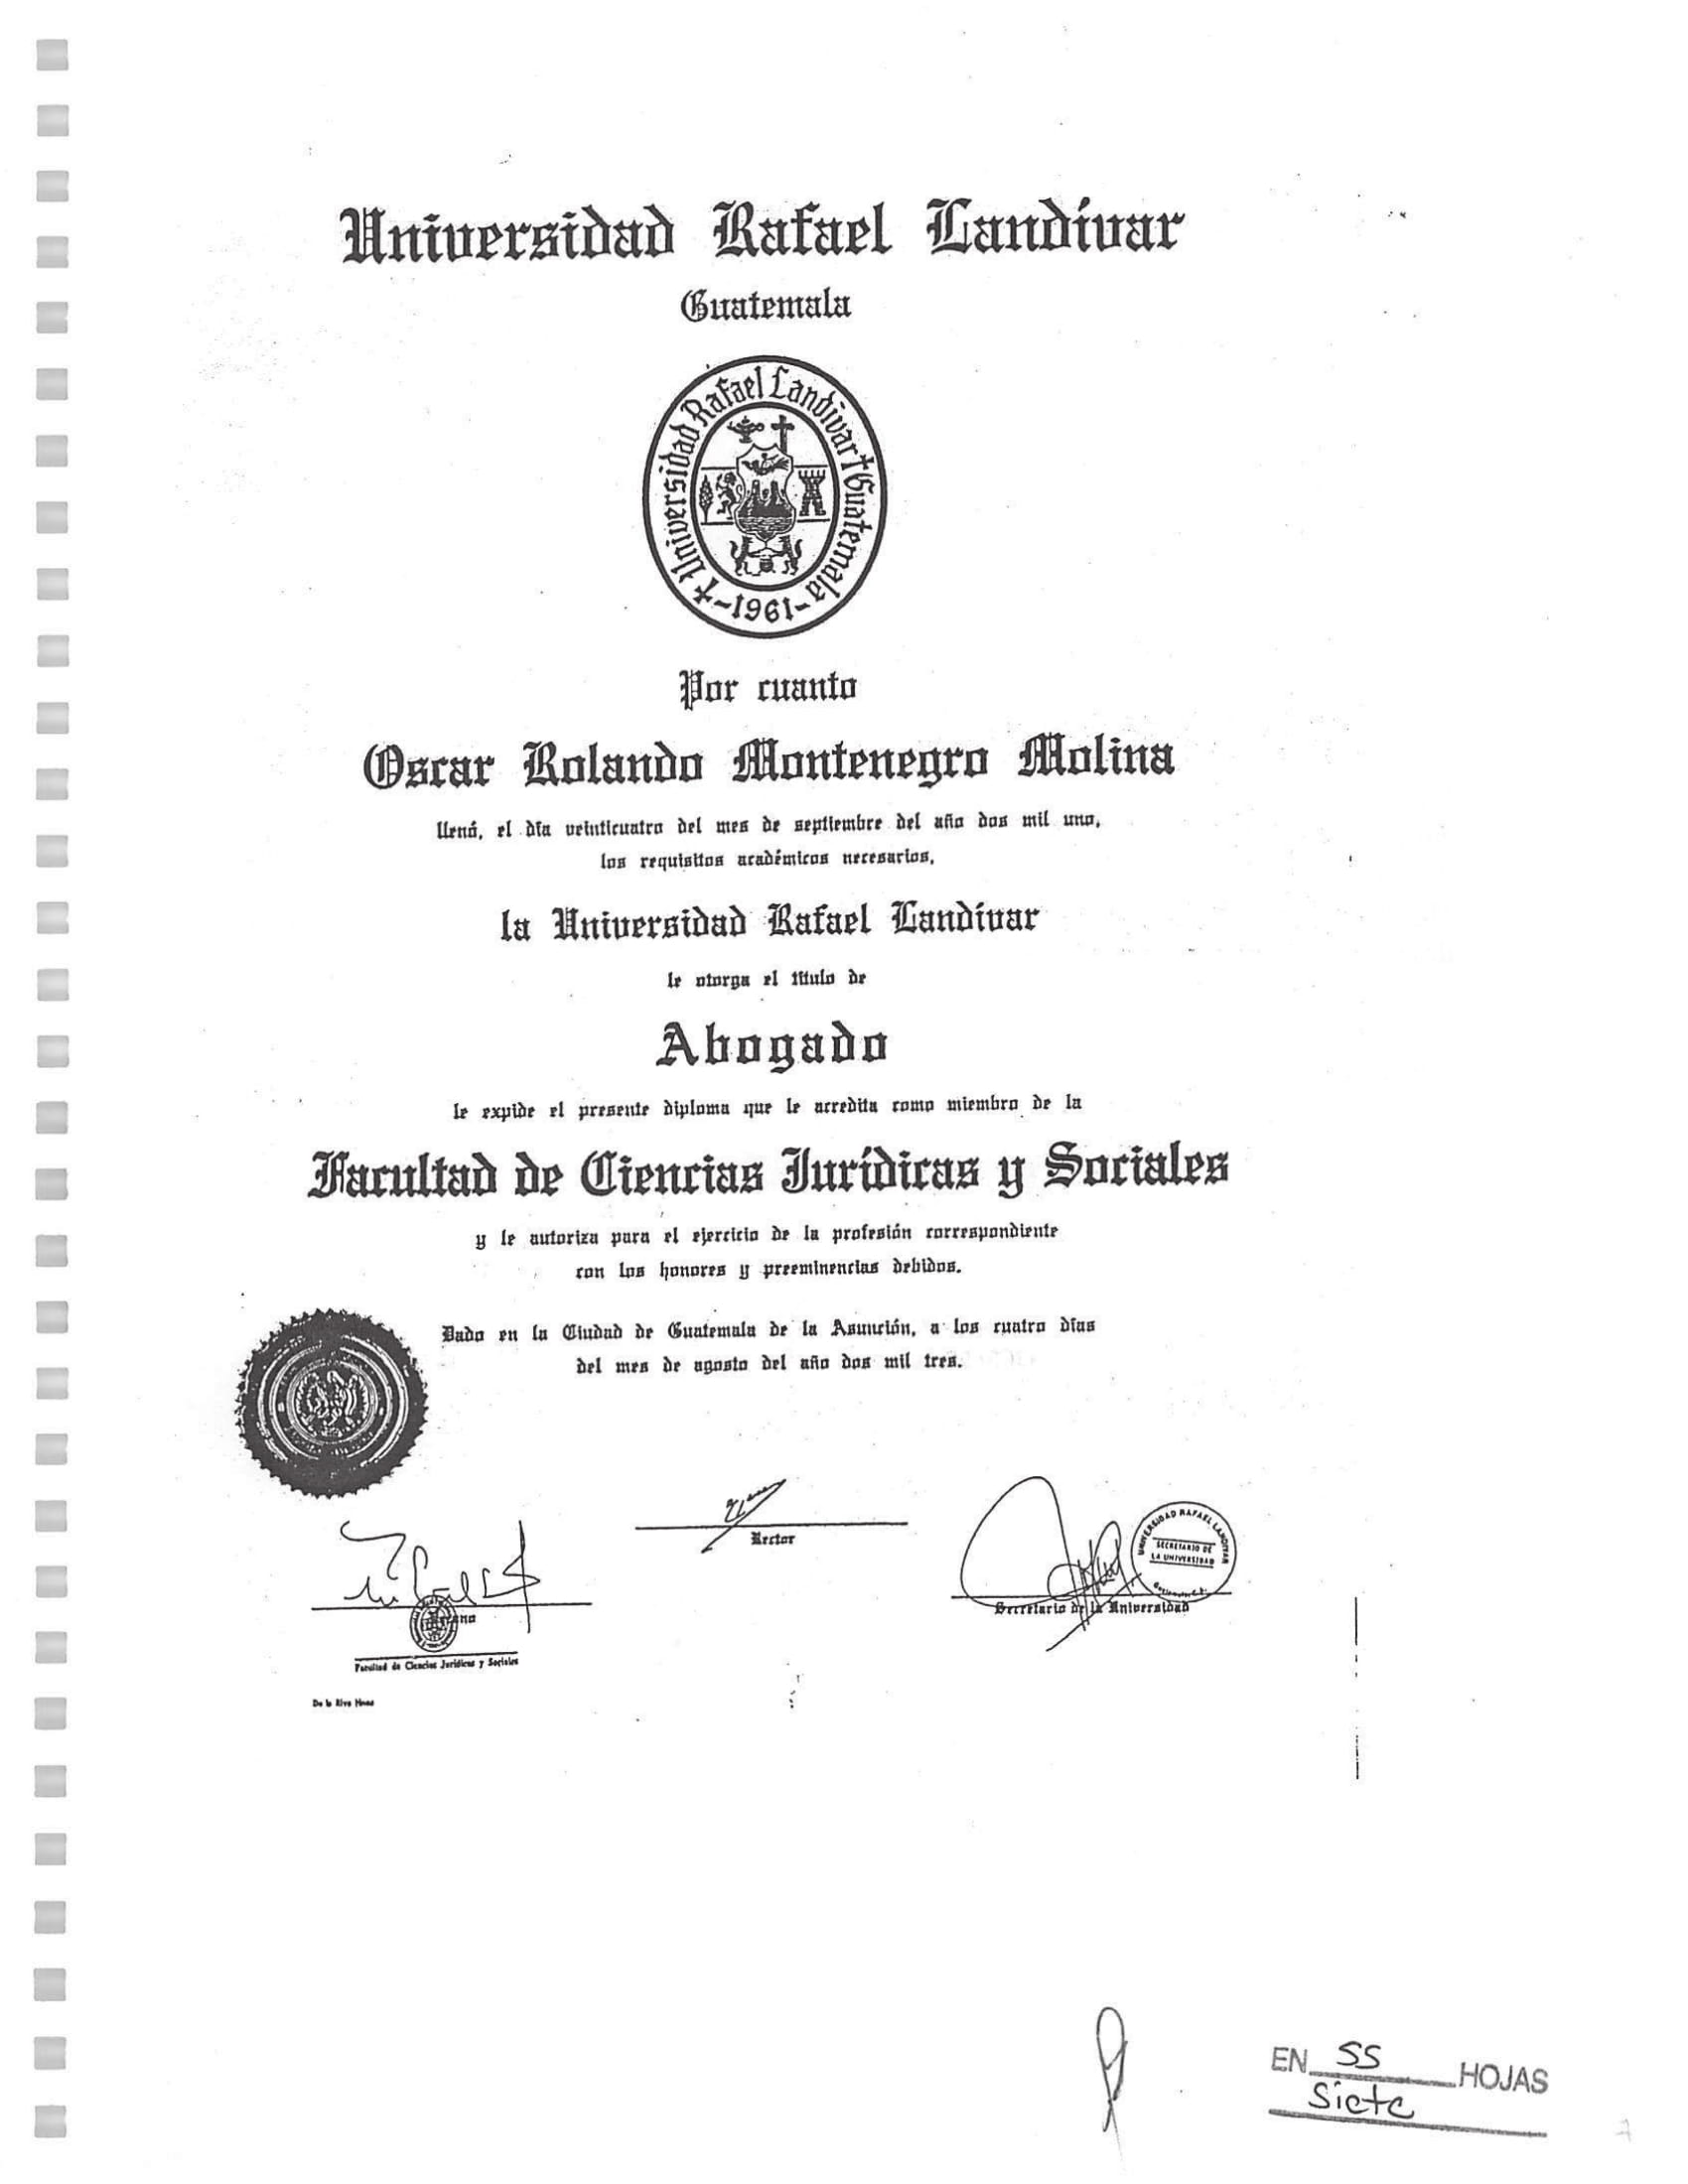 Universidad Rafael Landívar
Guatemala
Universidad Rafael Landívar Guatemala
-1961-
Por cuanto
Oscar Rolando Montenegro Molina
llenó, el día veinticuatro del mes de septiembre del año dos mil uno,
los requisitos académicos necesarios,
la Universidad Rafael Landívar
le otorga el título de
Abogado
le expide el presente diploma que le acredita como miembro de la
Facultad de Ciencias Jurídicas y Sociales
y le autoriza para el ejercicio de la profesión correspondiente
con los honores y preeminencias debidos.
Dado en la Ciudad de Guatemala de la Asunción, a los cuatro días
del mes de agosto del año dos mil tres.
Rector
UNIVERSIDAD RAFAEL LANDIVAR
SECRETARIO DE
LA UNIVERSIDAD
Secretario de la Universidad
Decano
Facultad de Ciencias Jurídicas y Sociales
De la Riva Hnos
EN SS HOJAS
Siete
7